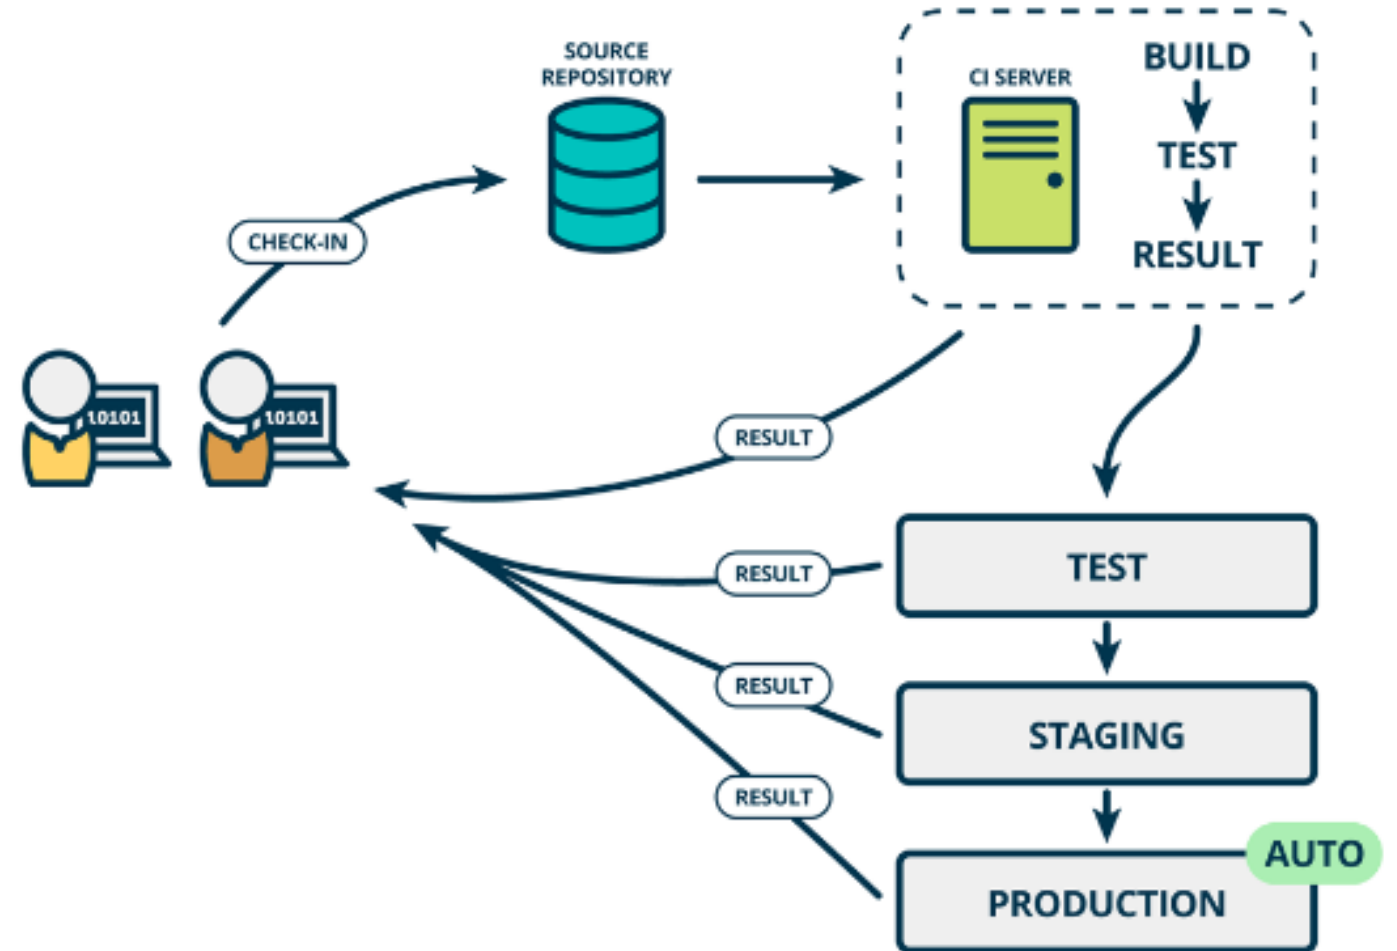 SOURCE
REPOSITORY
CI SERVER
BUILD
TEST
RESULT
CHECK-IN
10101
10101
RESULT
TEST
RESULT
STAGING
RESULT
PRODUCTION
RESULT
AUTO